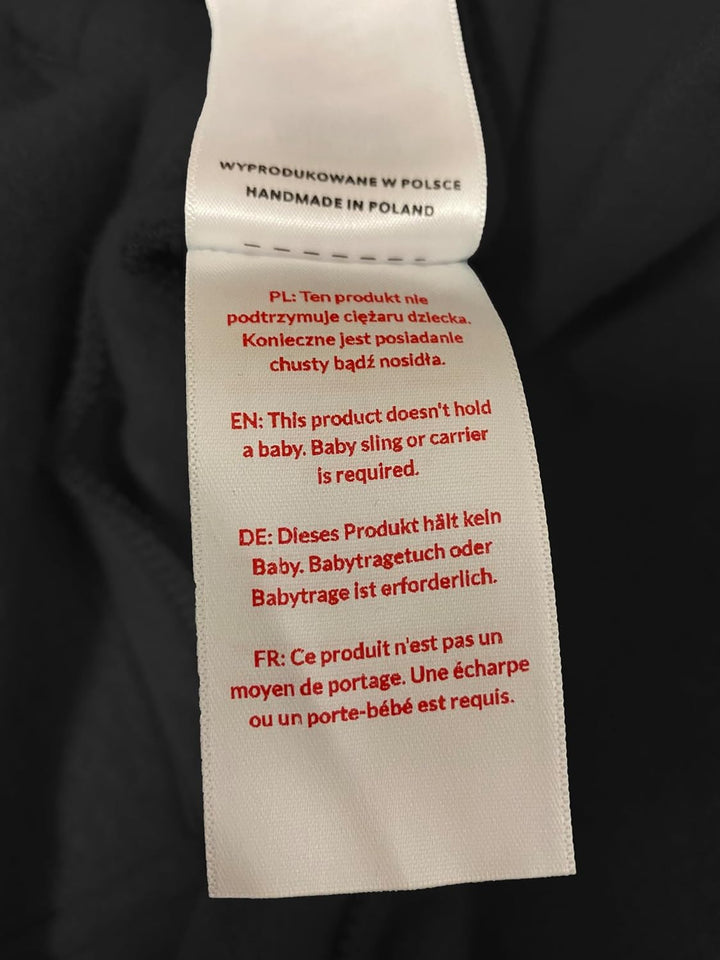 WYPRODUKOWANE W POLSCE
HANDMADE IN POLAND
PL: Ten produkt nie
podtrzymuje ciężaru dziecka.
Konieczne jest posiadanie
chusty bądź nosidła.
EN: This product doesn't hold
a baby. Baby sling or carrier
is required.
DE: Dieses Produkt hält kein
Baby. Babytragetuch oder
Babytrage ist erforderlich.
FR: Ce produit n'est pas un
moyen de portage. Une écharpe
ou un porte-bébé est requis.